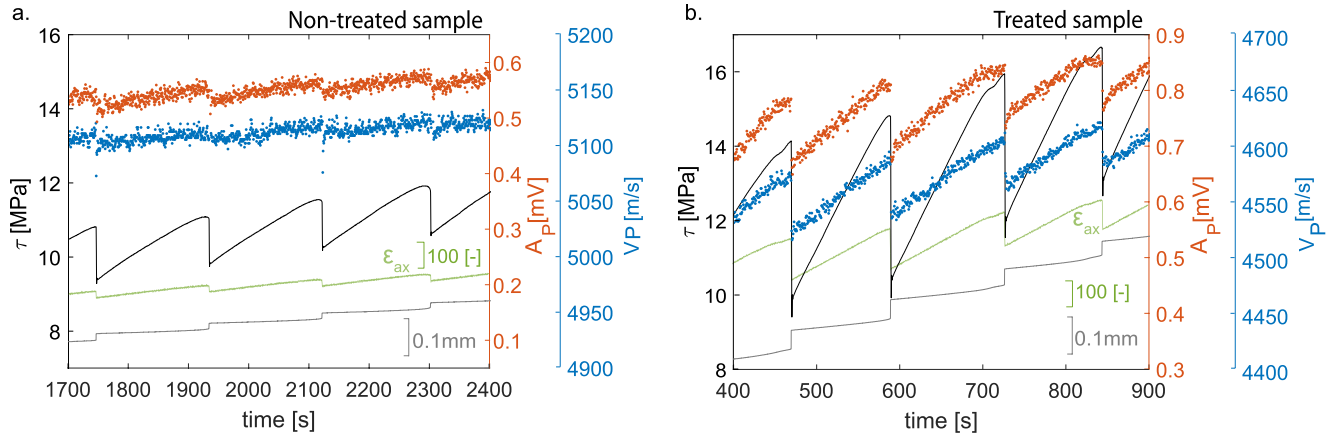 a.
Non-treated sample
16
14
12
10
8
τ [MPa]
1700 1800 1900 2000 2100 2200 2300 2400
time [s]
0.6
0.5
0.4
0.3
0.2
0.1
A_P [mV]
5200
5150
5100
5050
5000
4950
4900
VP [m/s]
ε_ax
100 [-]
0.1mm
b.
Treated sample
16
14
12
10
8
τ [MPa]
400 500 600 700 800 900
time [s]
0.9
0.8
0.7
0.6
0.5
0.4
0.3
A_P [mV]
4700
4650
4600
4550
4500
4450
4400
V_P [m/s]
ε_ax
100 [-]
0.1mm